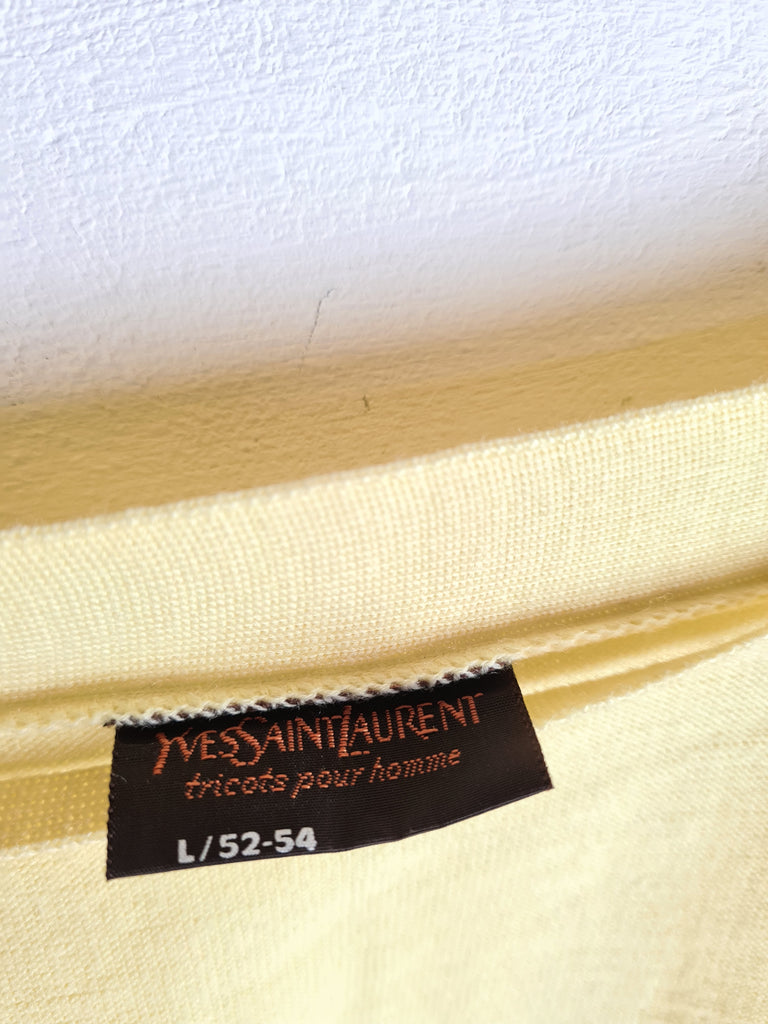 YVESSAINTLAURENT
tricots pour homme
L/52-54